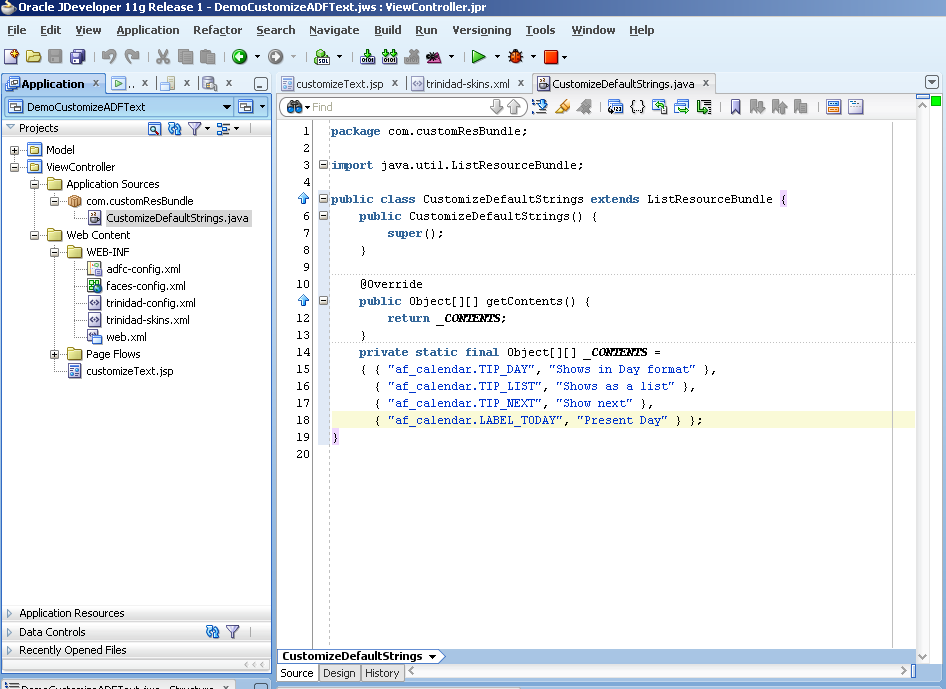 Oracle JDeveloper 11g Release 1 - DemoCustomizeADFText.jws : ViewController.jpr
File Edit View Application Refactor Search Navigate Build Run Versioning Tools Window Help
Application
customizeText.jsp
trinidad-skins.xml
CustomizeDefaultStrings.java
DemoCustomizeADFText
Find
Projects
Model
ViewController
Application Sources
com.customResBundle
CustomizeDefaultStrings.java
Web Content
WEB-INF
adfc-config.xml
faces-config.xml
trinidad-config.xml
trinidad-skins.xml
web.xml
Page Flows
customizeText.jsp
Application Resources
Data Controls
Recently Opened Files
1 package com.customResBundle;
2
3 import java.util.ListResourceBundle;
4
public class CustomizeDefaultStrings extends ListResourceBundle {
6 public CustomizeDefaultStrings() {
7 super();
8 }
9
10 @Override
public Object[][] getContents() {
12 return _CONTENTS;
13 }
14 private static final Object[][] _CONTENTS =
15 { { "af_calendar.TIP_DAY", "Shows in Day format" },
16 { "af_calendar.TIP_LIST", "Shows as a list" },
17 { "af_calendar.TIP_NEXT", "Show next" },
18 { "af_calendar.LABEL_TODAY", "Present Day" } };
19 }
20
CustomizeDefaultStrings
Source Design History